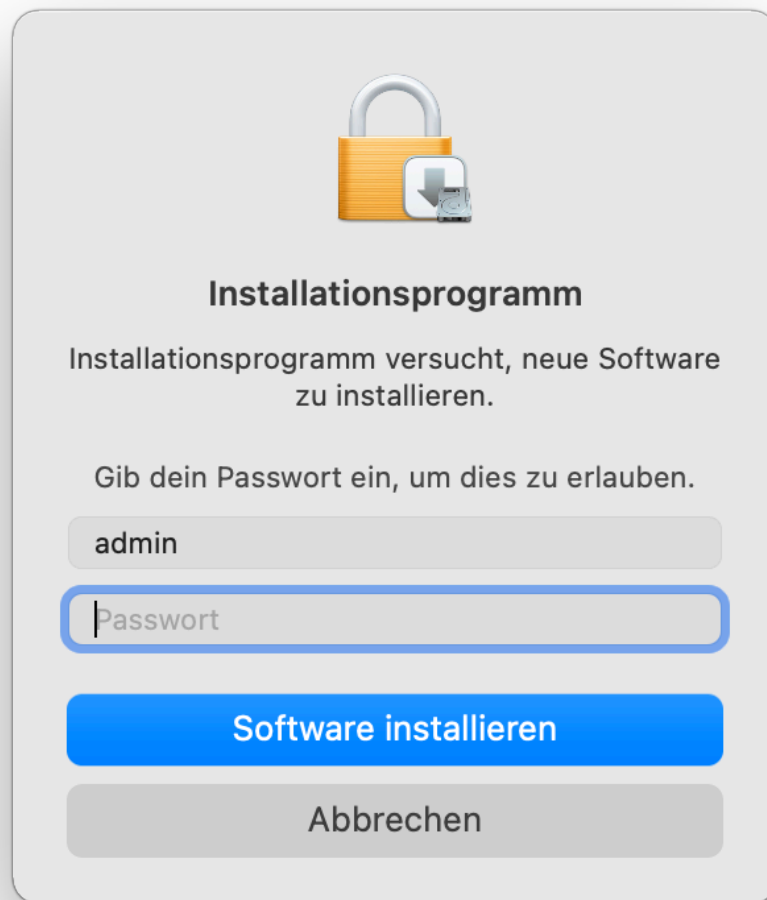 Installationsprogramm
Installationsprogramm versucht, neue Software
zu installieren.
Gib dein Passwort ein, um dies zu erlauben.
admin
Passwort
Software installieren
Abbrechen